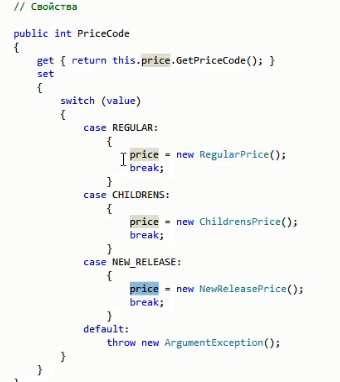 // Свойства
public int PriceCode
{
get { return this.price.GetPriceCode(); }
set
{
switch (value)
{
case REGULAR:
{
price = new RegularPrice();
break;
}
case CHILDRENS:
{
price = new ChildrensPrice();
break;
}
case NEW_RELEASE:
{
price = new NewReleasePrice();
break;
}
default:
throw new ArgumentException();
}
}
}